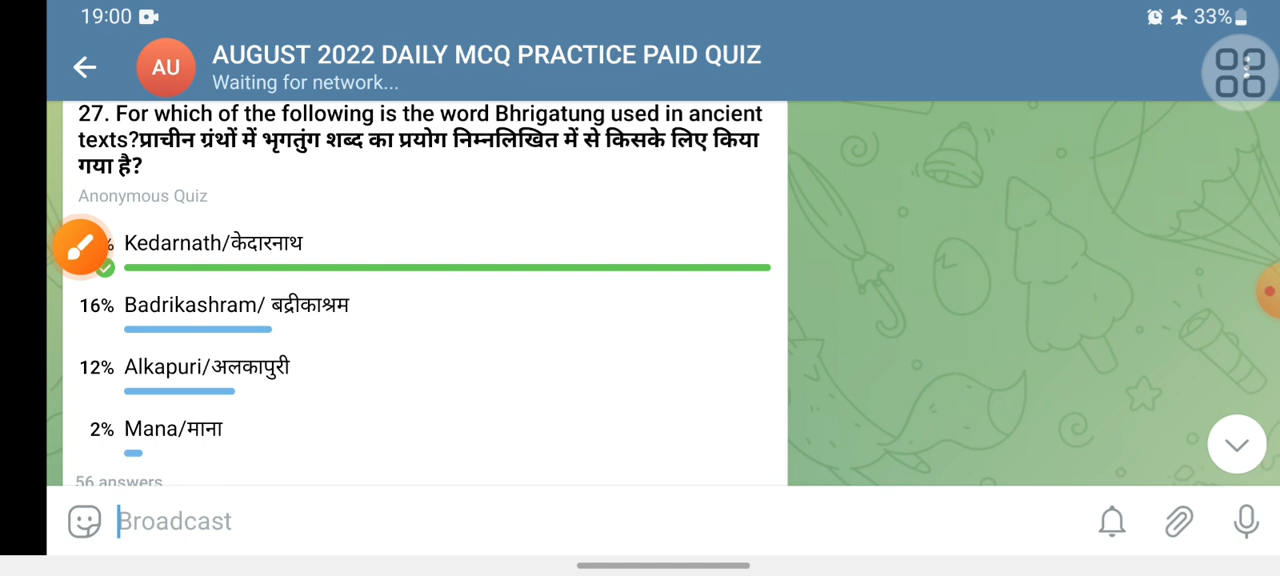 19:00
33%
AU
AUGUST 2022 DAILY MCQ PRACTICE PAID QUIZ
Waiting for network...
27. For which of the following is the word Bhrigatung used in ancient
texts?प्राचीन ग्रंथों में भृगतुंग शब्द का प्रयोग निम्नलिखित में से किसके लिए किया
गया है?
Anonymous Quiz
% Kedarnath/केदारनाथ
16% Badrikashram/ बद्रीकाश्रम
12% Alkapuri/अलकापुरी
2% Mana/माना
56 answers
Broadcast